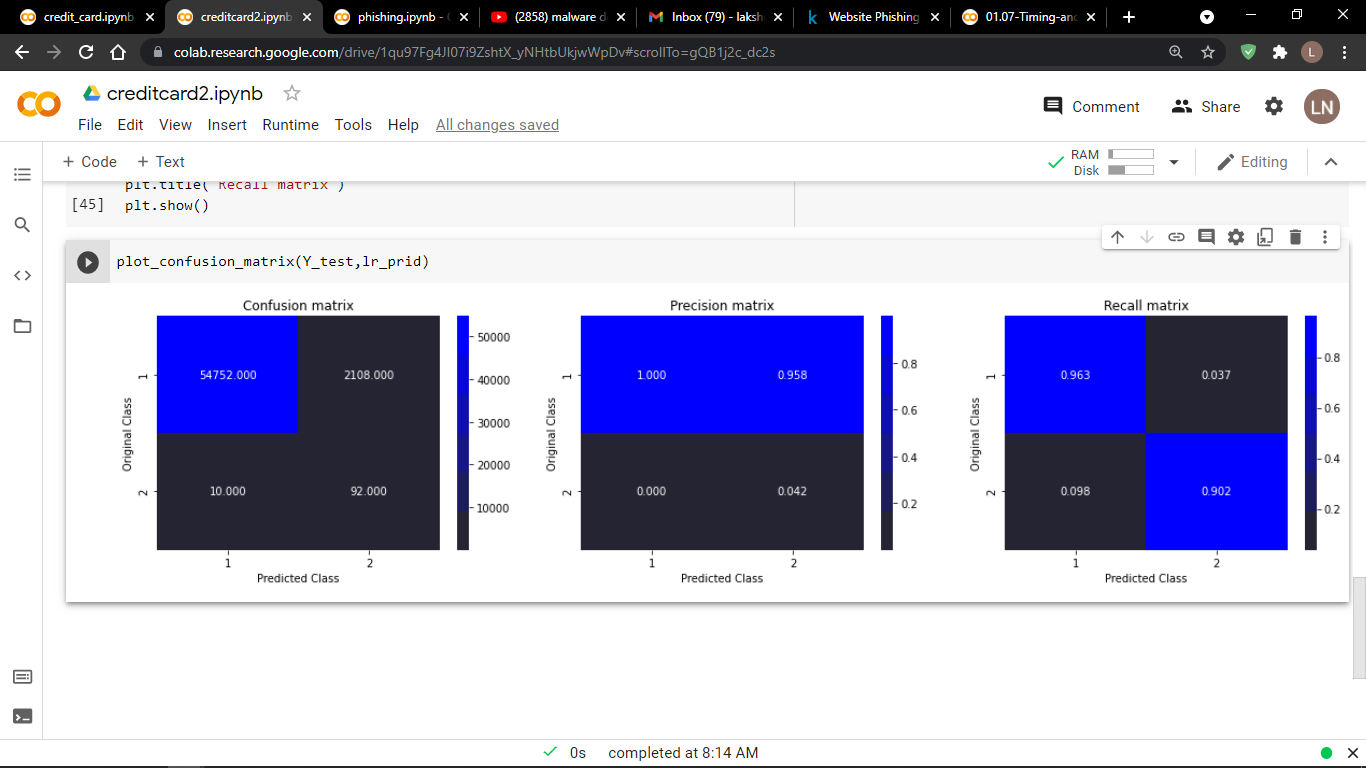 credit_card.ipynb
creditcard2.ipynb
phishing.ipynb -
(2858) malware d
Inbox (79) - laksh
Website Phishing
01.07-Timing-and
colab.research.google.com/drive/1qu97Fg4Jl07i9ZshtX_yNHtbUkjwWpDv#scrollTo=gQB1j2c_dc2s
L
creditcard2.ipynb
Comment
Share
LN
File Edit View Insert Runtime Tools Help All changes saved
+ Code + Text
RAM
Disk
Editing
plt.title("Recall matrix")
[45] plt.show()
plot_confusion_matrix(Y_test,lr_prid)
Confusion matrix
54752.000 2108.000
10.000 92.000
1
2
Original Class
1 2
Predicted Class
50000
40000
30000
20000
10000
Precision matrix
1.000 0.958
0.000 0.042
1
2
Original Class
1 2
Predicted Class
0.8
0.6
0.4
0.2
Recall matrix
0.963 0.037
0.098 0.902
1
2
Original Class
1 2
Predicted Class
0.8
0.6
0.4
0.2
0s completed at 8:14 AM